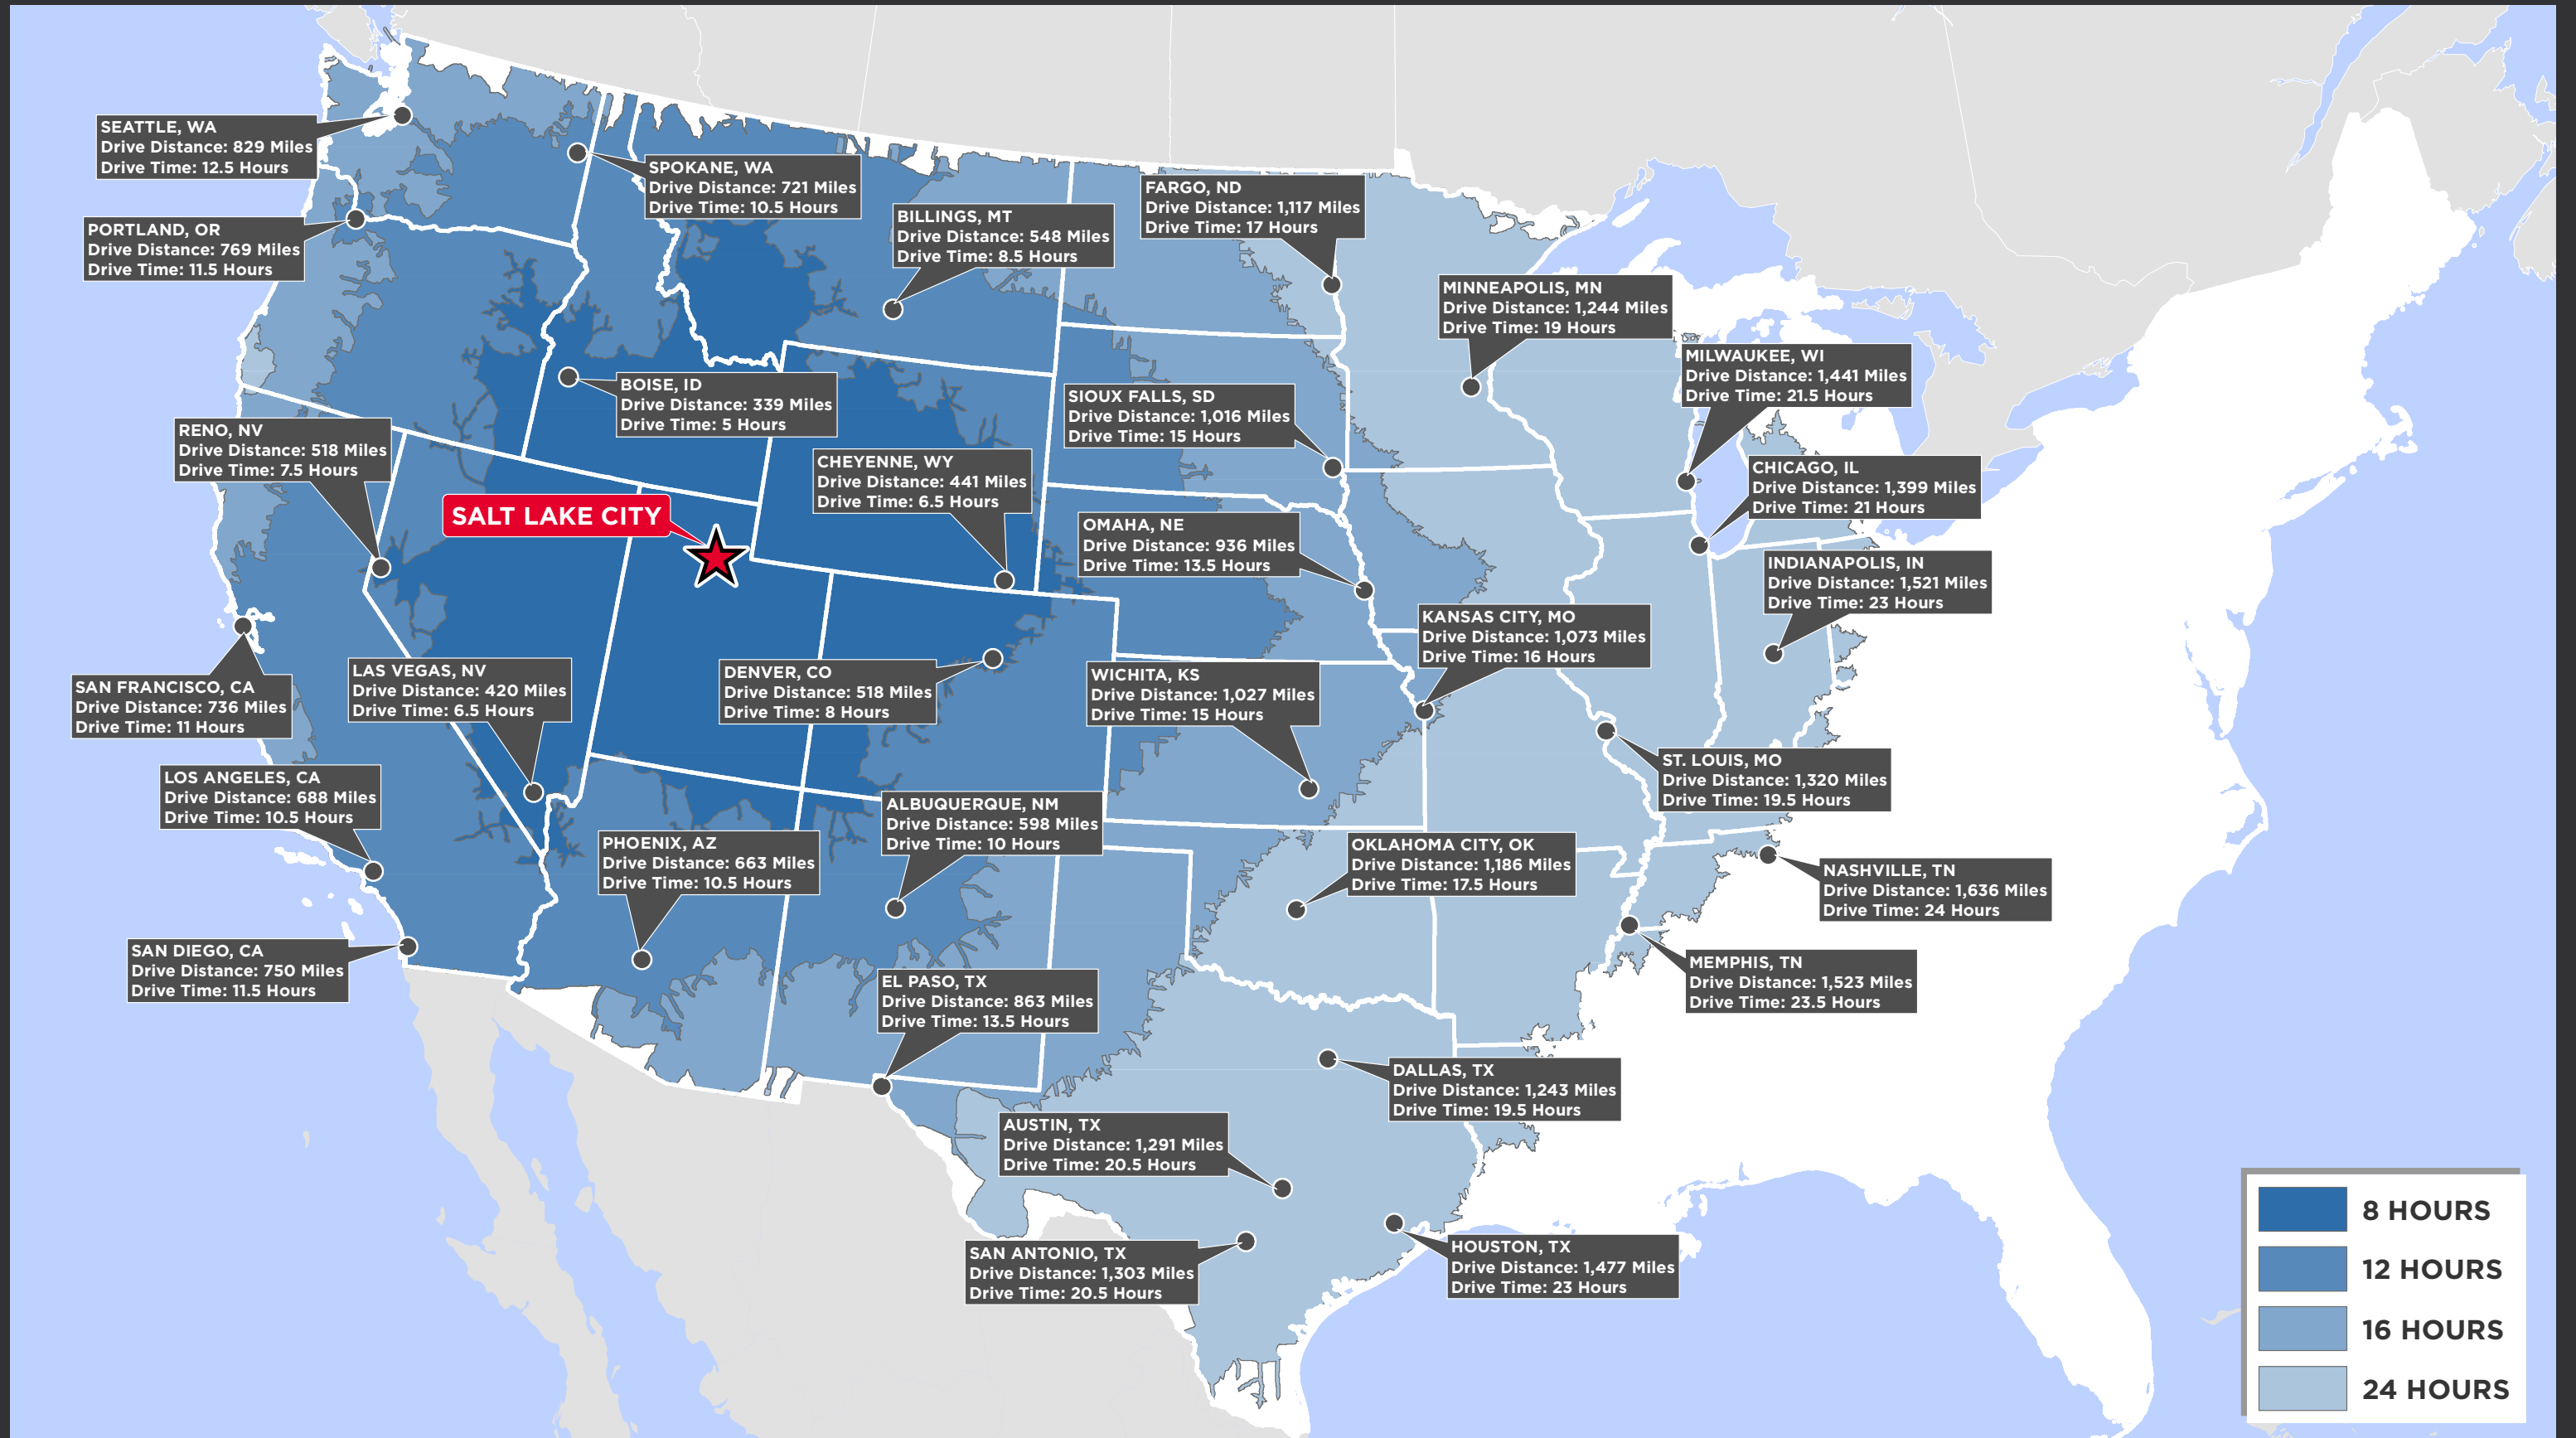 SEATTLE, WA
Drive Distance: 829 Miles
Drive Time: 12.5 Hours
SPOKANE, WA
Drive Distance: 721 Miles
Drive Time: 10.5 Hours
PORTLAND, OR
Drive Distance: 769 Miles
Drive Time: 11.5 Hours
BILLINGS, MT
Drive Distance: 548 Miles
Drive Time: 8.5 Hours
FARGO, ND
Drive Distance: 1,117 Miles
Drive Time: 17 Hours
MINNEAPOLIS, MN
Drive Distance: 1,244 Miles
Drive Time: 19 Hours
MILWAUKEE, WI
Drive Distance: 1,441 Miles
Drive Time: 21.5 Hours
BOISE, ID
Drive Distance: 339 Miles
Drive Time: 5 Hours
SIOUX FALLS, SD
Drive Distance: 1,016 Miles
Drive Time: 15 Hours
RENO, NV
Drive Distance: 518 Miles
Drive Time: 7.5 Hours
CHEYENNE, WY
Drive Distance: 441 Miles
Drive Time: 6.5 Hours
CHICAGO, IL
Drive Distance: 1,399 Miles
Drive Time: 21 Hours
SALT LAKE CITY
OMAHA, NE
Drive Distance: 936 Miles
Drive Time: 13.5 Hours
INDIANAPOLIS, IN
Drive Distance: 1,521 Miles
Drive Time: 23 Hours
KANSAS CITY, MO
Drive Distance: 1,073 Miles
Drive Time: 16 Hours
SAN FRANCISCO, CA
Drive Distance: 736 Miles
Drive Time: 11 Hours
LAS VEGAS, NV
Drive Distance: 420 Miles
Drive Time: 6.5 Hours
DENVER, CO
Drive Distance: 518 Miles
Drive Time: 8 Hours
WICHITA, KS
Drive Distance: 1,027 Miles
Drive Time: 15 Hours
ST. LOUIS, MO
Drive Distance: 1,320 Miles
Drive Time: 19.5 Hours
LOS ANGELES, CA
Drive Distance: 688 Miles
Drive Time: 10.5 Hours
PHOENIX, AZ
Drive Distance: 663 Miles
Drive Time: 10.5 Hours
ALBUQUERQUE, NM
Drive Distance: 598 Miles
Drive Time: 10 Hours
OKLAHOMA CITY, OK
Drive Distance: 1,186 Miles
Drive Time: 17.5 Hours
NASHVILLE, TN
Drive Distance: 1,636 Miles
Drive Time: 24 Hours
SAN DIEGO, CA
Drive Distance: 750 Miles
Drive Time: 11.5 Hours
EL PASO, TX
Drive Distance: 863 Miles
Drive Time: 13.5 Hours
MEMPHIS, TN
Drive Distance: 1,523 Miles
Drive Time: 23.5 Hours
DALLAS, TX
Drive Distance: 1,243 Miles
Drive Time: 19.5 Hours
AUSTIN, TX
Drive Distance: 1,291 Miles
Drive Time: 20.5 Hours
SAN ANTONIO, TX
Drive Distance: 1,303 Miles
Drive Time: 20.5 Hours
HOUSTON, TX
Drive Distance: 1,477 Miles
Drive Time: 23 Hours
8 HOURS
12 HOURS
16 HOURS
24 HOURS